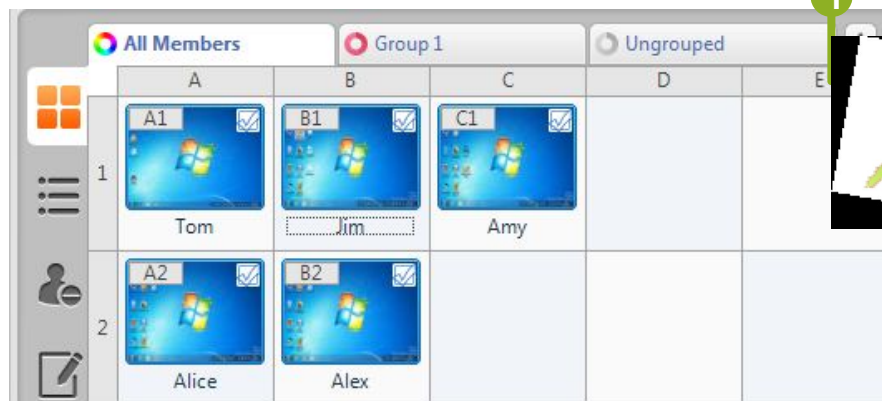 All Members Group 1 Ungrouped
A B C D E
1 A1 B1 C1
Tom Jim Amy
2 A2 B2
Alice Alex